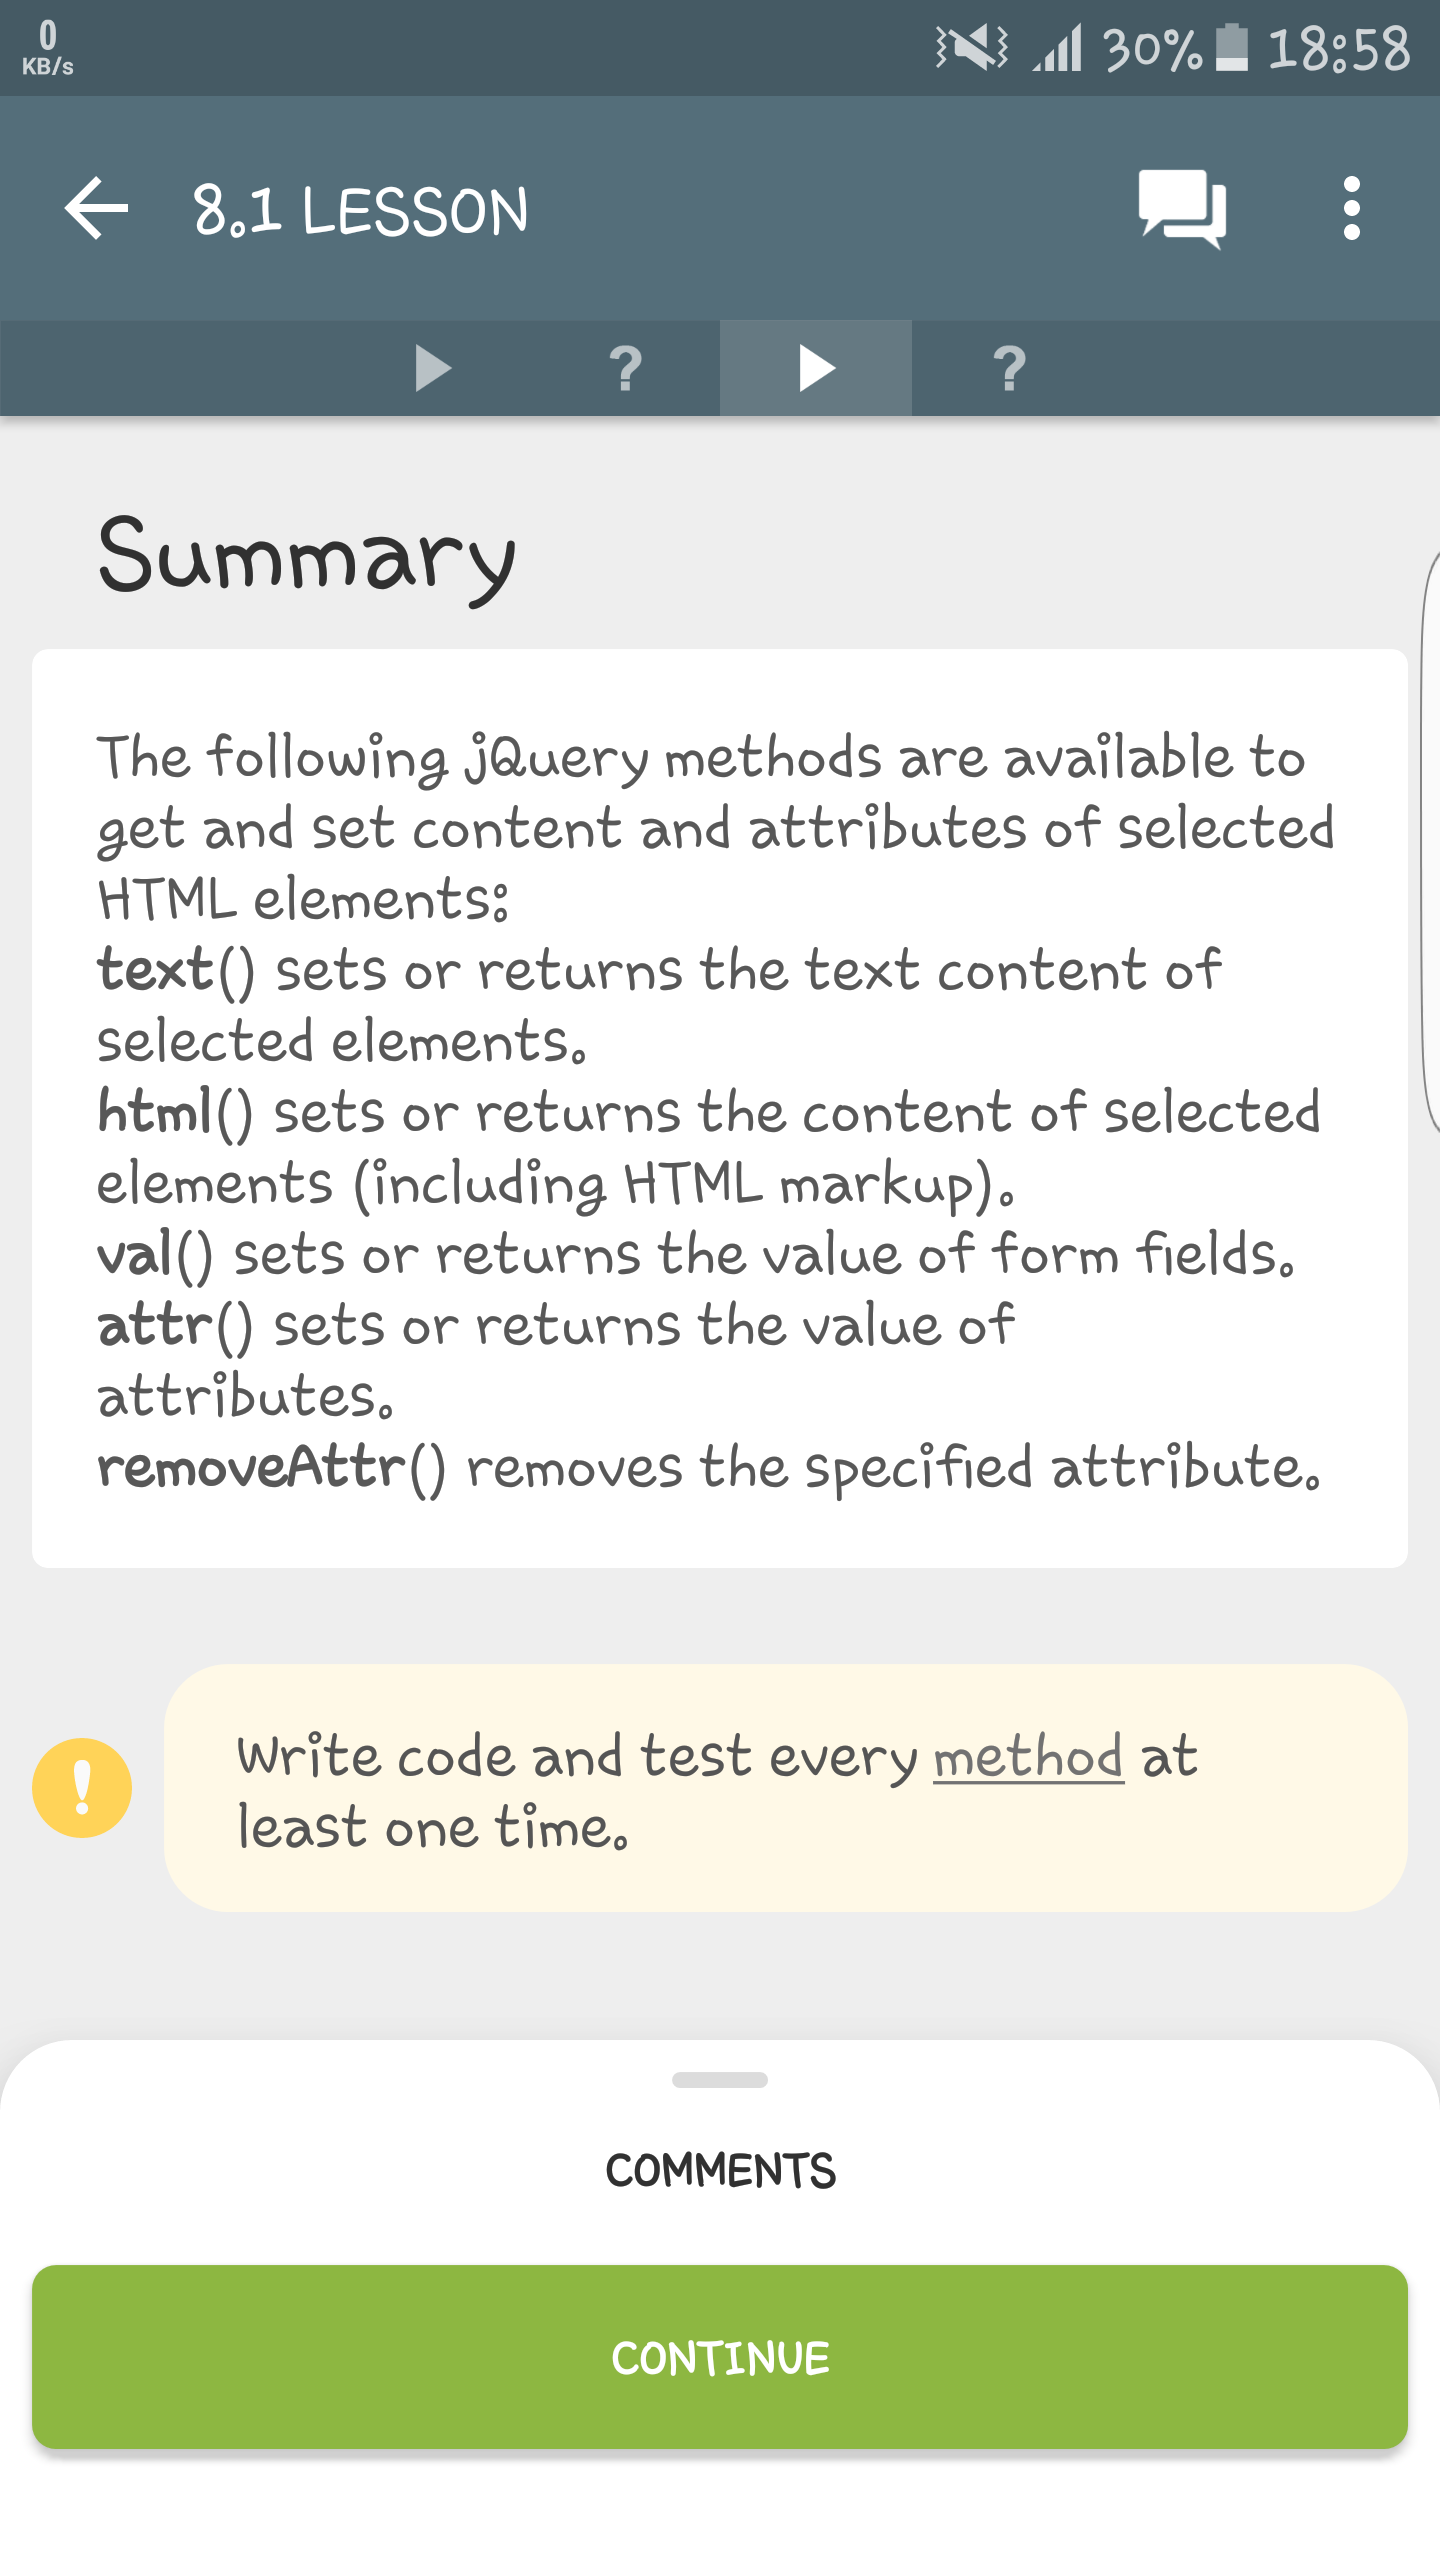 0
KB/s
30%
18:58
8.1 LESSON
?
?
Summary
The following jQuery methods are available to
get and set content and attributes of selected
HTML elements:
text() sets or returns the text content of
selected elements.
html() sets or returns the content of selected
elements (including HTML markup).
val() sets or returns the value of form fields.
attr() sets or returns the value of
attributes.
removeAttr() removes the specified attribute.
!
Write code and test every method at
least one time.
COMMENTS
CONTINUE